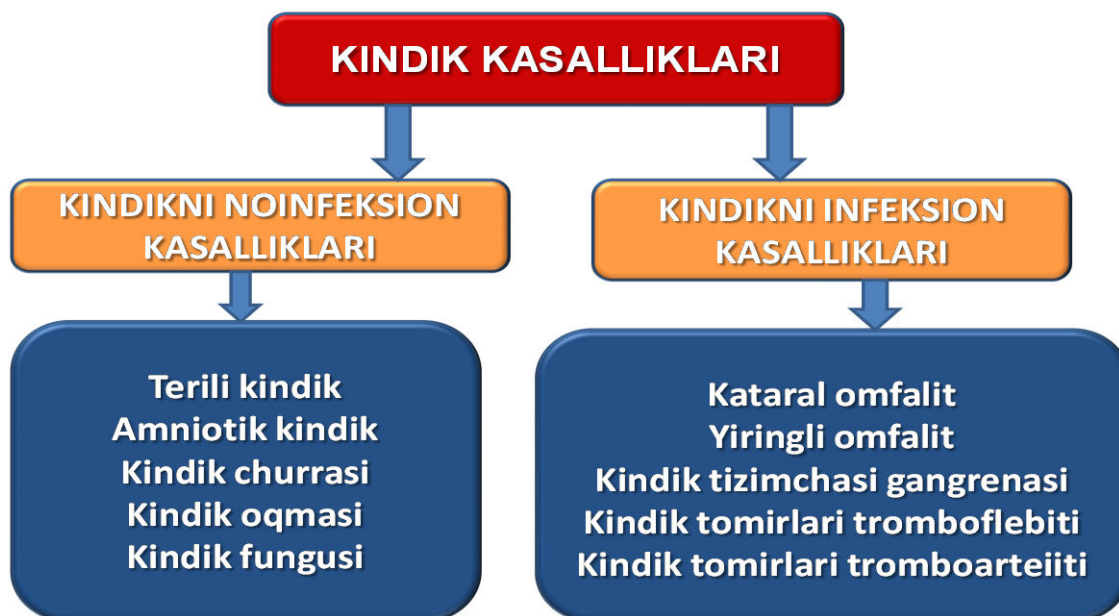 KINDIK KASALLIKLARI
KINDIKNI NOINFEKSION
KASALLIKLARI
KINDIKNI INFEKSION
KASALLIKLARI
Terili kindik
Amniotik kindik
Kindik churrasi
Kindik oqmasi
Kindik fungusi
Kataral omfalit
Yiringli omfalit
Kindik tizimchasi gangrenasi
Kindik tomirlari tromboflebiti
Kindik tomirlari tromboarteiiti